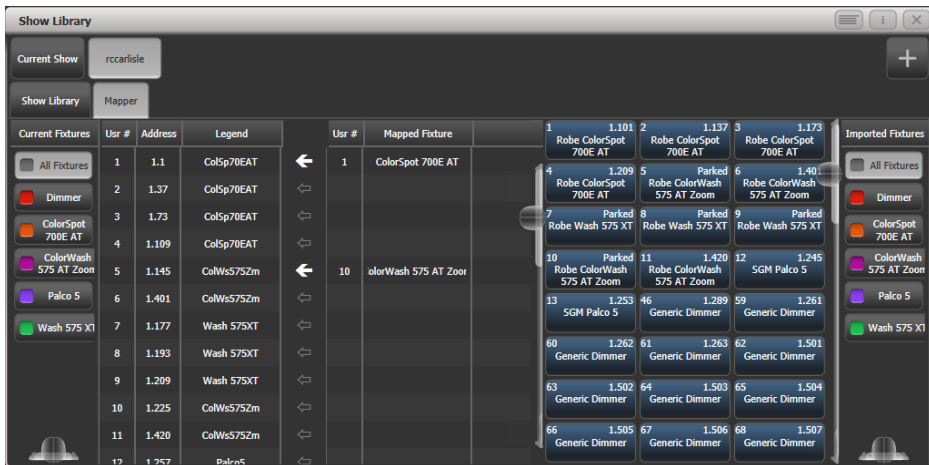 Show Library
i
Current Show
rccarlisle
Show Library
Mapper
Current Fixtures Usr # Address Legend Usr # Mapped Fixture Imported Fixtures
All Fixtures
Dimmer
ColorSpot
700E AT
ColorWash
575 AT Zoon
Palco 5
Wash 575 XT
1 1.1 ColSp70EAT 1 ColorSpot 700E AT
2 1.37 ColSp70EAT
3 1.73 ColSp70EAT
4 1.109 ColSp70EAT
5 1.145 ColWs575Zm 10 olorWash 575 AT Zoor
6 1.401 ColWs575Zm
7 1.177 Wash 575XT
8 1.193 Wash 575XT
9 1.209 Wash 575XT
10 1.225 ColWs575Zm
11 1.420 ColWs575Zm
12 1.257 Palco5
1 1.101
Robe ColorSpot
700E AT
2 1.137
Robe ColorSpot
700E AT
3 1.173
Robe ColorSpot
700E AT
4 1.209
Robe ColorSpot
700E AT
5 Parked
Robe ColorWash
575 AT Zoom
6 1.401
Robe ColorWash
575 AT Zoom
7 Parked
Robe Wash 575 XT
8 Parked
Robe Wash 575 XT
9 Parked
Robe Wash 575 XT
10 Parked
Robe ColorWash
575 AT Zoom
11 1.420
Robe ColorWash
575 AT Zoom
12 1.245
SGM Palco 5
13 1.253
SGM Palco 5
46 1.289
Generic Dimmer
59 1.261
Generic Dimmer
60 1.262
Generic Dimmer
61 1.263
Generic Dimmer
62 1.501
Generic Dimmer
63 1.502
Generic Dimmer
64 1.503
Generic Dimmer
65 1.504
Generic Dimmer
66 1.505
Generic Dimmer
67 1.506
Generic Dimmer
68 1.507
Generic Dimmer
All Fixtures
Dimmer
ColorSpot
700E AT
ColorWash
575 AT Zoon
Palco 5
Wash 575 XT